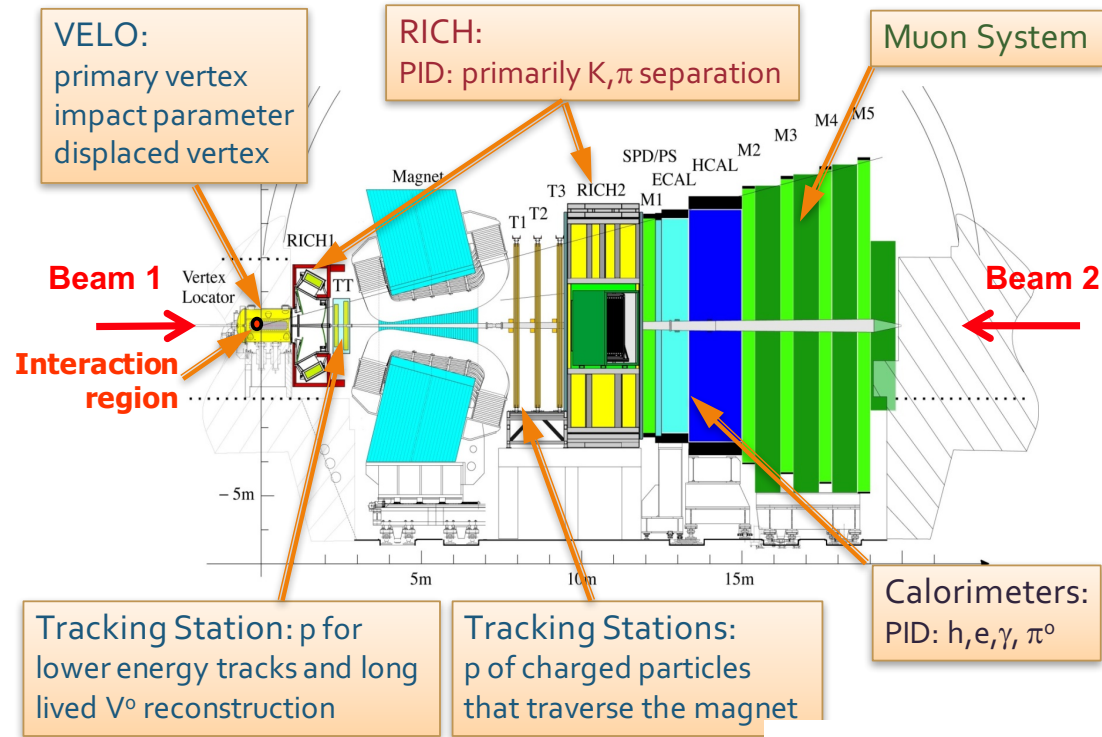 VELO:
primary vertex
impact parameter
displaced vertex
RICH:
PID: primarily K,π separation
Muon System
M5
M4
M3
M2
HCAL
SPD/PS
ECAL
M1
RICH2
T3
T2
T1
Magnet
RICH1
TT
Vertex
Locator
Beam 1
Beam 2
Interaction
region
– 5m
5m
10m
15m
Tracking Station: p for
lower energy tracks and long
lived Vº reconstruction
Tracking Stations:
p of charged particles
that traverse the magnet
Calorimeters:
PID: h,e,γ, πº